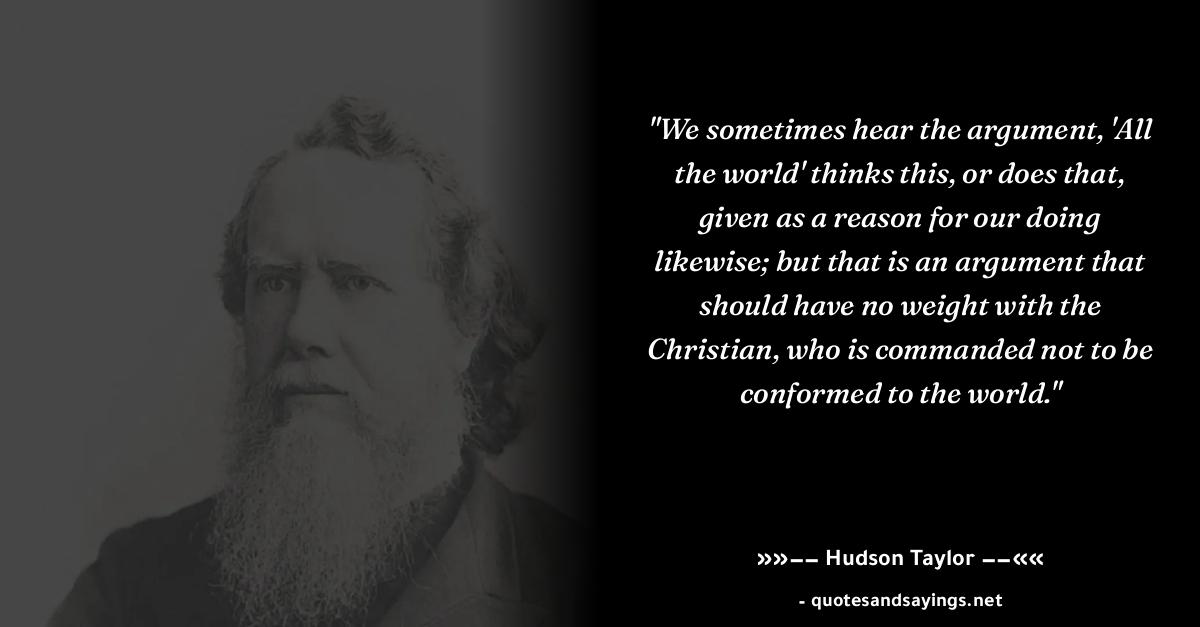 "We sometimes hear the argument, 'All
the world' thinks this, or does that,
given as a reason for our doing
likewise; but that is an argument that
should have no weight with the
Christian, who is commanded not to be
conformed to the world."
»»−− Hudson Taylor −−««
- quotesandsayings.net